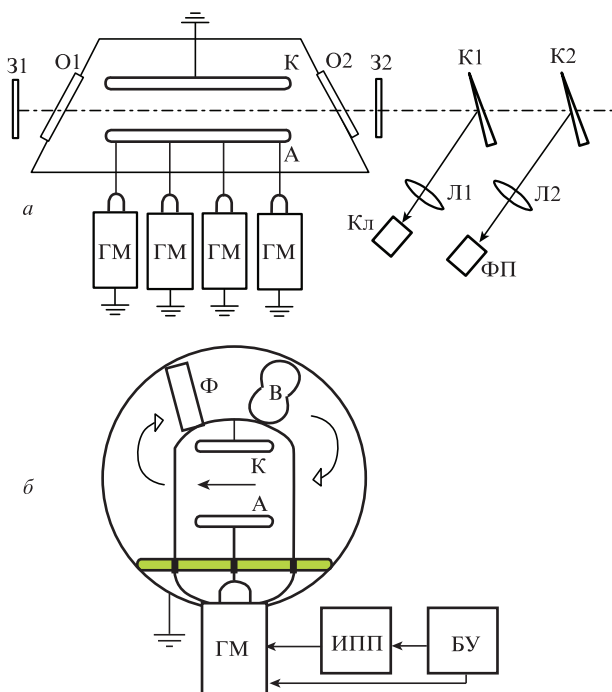 К1 К2
З1 О1 К О2 З2
А
а Л1 Л2
Кл
ГМ ГМ ГМ ГМ ФП
Ф В
К
б А
ГМ ИПП БУ